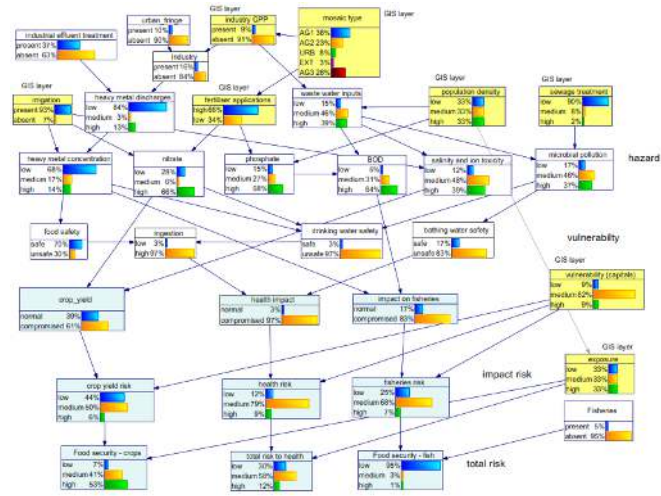 GIS layer
GIS layer
urban_fringe
present 10%
absent 90%
industry CPP
present 9%
absent 91%
mosaic type
AG1 38%
AG2 23%
URB 8%
EXT 3%
AG3 28%
industrial effluent treatment
present 37%
absent 63%
industry
present 16%
absent 84%
GIS layer
irrigation
present 93%
absent 7%
heavy metal discharges
low 84%
medium 3%
high 13%
GIS layer
fertiliser applications
high 66%
low 34%
waste water inputs
low 15%
medium 46%
high 39%
GIS layer
population density
low 33%
medium 33%
high 33%
GIS layer
sewage treatment
low 90%
medium 8%
high 2%
heavy metal concentration
low 68%
medium 17%
high 14%
nitrate
low 28%
medium 6%
high 66%
phosphate
low 15%
medium 27%
high 58%
BOD
low 5%
medium 31%
high 64%
salinity and ion toxicity
low 12%
medium 48%
high 39%
microbial pollution
low 17%
medium 46%
high 37%
hazard
food safety
safe 70%
unsafe 30%
ingestion
low 3%
high 97%
drinking water safety
safe 3%
unsafe 97%
bathing water safety
safe 17%
unsafe 83%
vulnerabilty
GIS layer
crop_yield
normal 39%
compromised 61%
health impact
normal 3%
compromised 97%
impact on fisheries
normal 17%
compromised 83%
vulnerability (capitals)
low 9%
medium 82%
high 9%
GIS layer
exposure
low 33%
medium 33%
high 33%
impact risk
crop yield risk
low 44%
medium 50%
high 6%
health risk
low 12%
medium 79%
high 9%
fisheries risk
low 25%
medium 68%
high 7%
Fisheries
present 5%
absent 95%
Food security - crops
low 7%
medium 41%
high 53%
total risk to health
low 30%
medium 58%
high 12%
Food security - fish
low 96%
medium 3%
high 1%
total risk